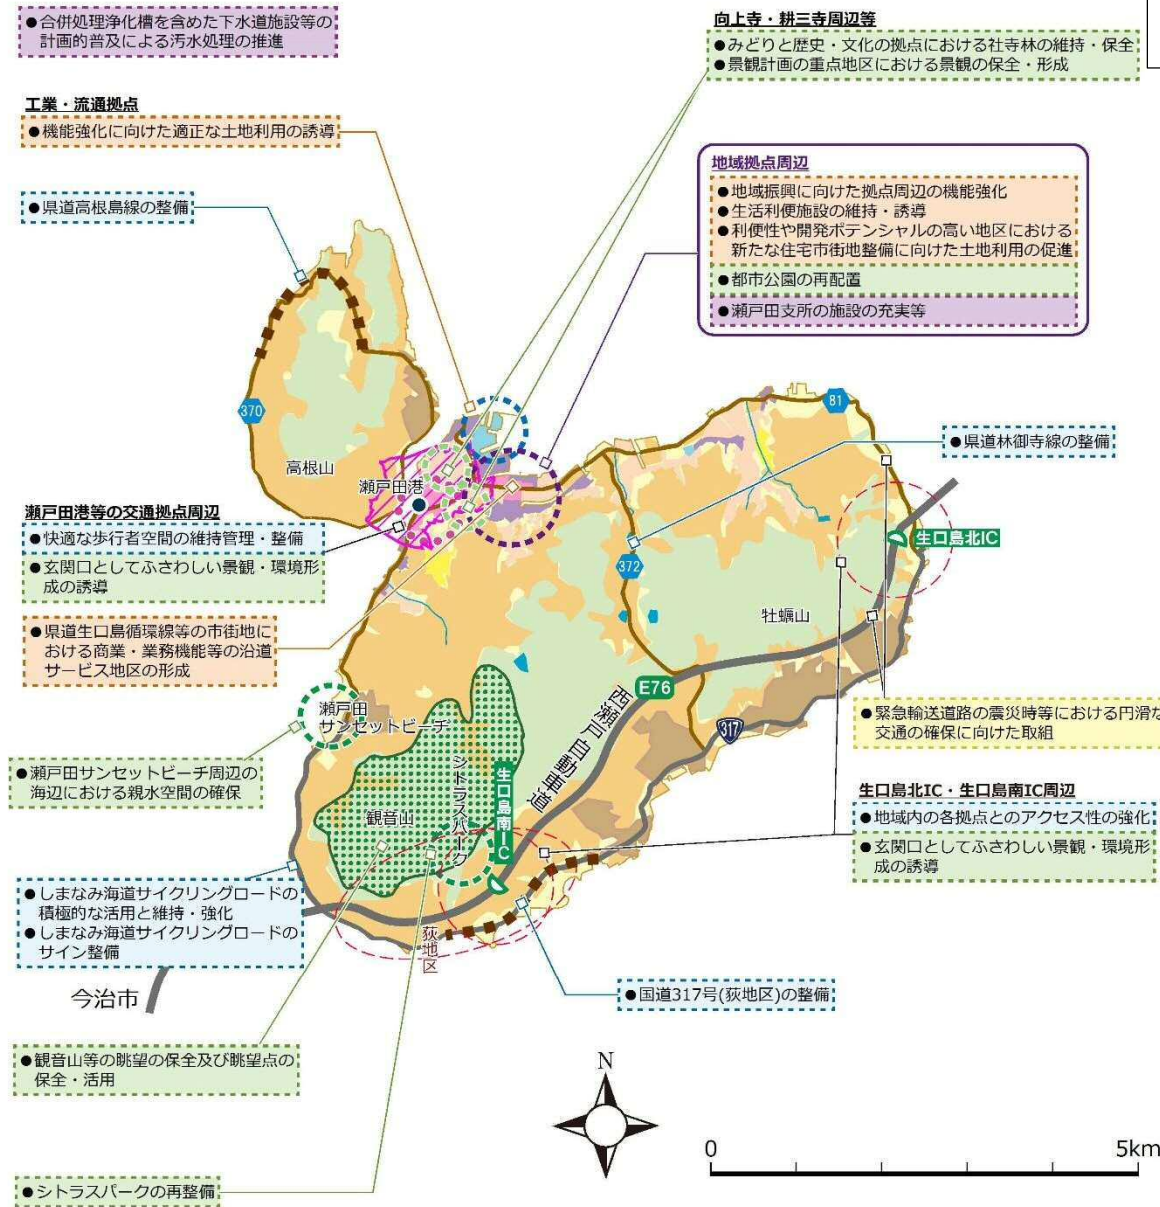 ●合併処理浄化槽を含めた下水道施設等の
計画的普及による汚水処理の推進
向上寺・耕三寺周辺等
●みどりと歴史・文化の拠点における社寺林の維持・保全
●景観計画の重点地区における景観の保全・形成
工業・流通拠点
●機能強化に向けた適正な土地利用の誘導
地域拠点周辺
●地域振興に向けた拠点周辺の機能強化
●生活利便施設の維持・誘導
●利便性や開発ポテンシャルの高い地区における
新たな住宅市街地整備に向けた土地利用の促進
●都市公園の再配置
●瀬戸田支所の施設の充実等
●県道高根島線の整備
370
81
高根山
●県道林御寺線の整備
瀬戸田港
瀬戸田港等の交通拠点周辺
●快適な歩行者空間の維持管理・整備
●玄関口としてふさわしい景観・環境形
成の誘導
生口島北IC
372
牡蠣山
●県道生口島循環線等の市街地に
おける商業・業務機能等の沿道
サービス地区の形成
E76
西瀬戸自動車道
317
瀬戸田
サンセットビーチ
●緊急輸送道路の震災時等における円滑な
交通の確保に向けた取組
●瀬戸田サンセットビーチ周辺の
海辺における親水空間の確保
シトラスパーク
生口島南IC
観音山
生口島北IC・生口島南IC周辺
●地域内の各拠点とのアクセス性の強化
●玄関口としてふさわしい景観・環境形
成の誘導
●しまなみ海道サイクリングロードの
積極的な活用と維持・強化
●しまなみ海道サイクリングロードの
サイン整備
荻地区
今治市
●国道317号(荻地区)の整備
●観音山等の眺望の保全及び眺望点の
保全・活用
N
0
5km
●シトラスパークの再整備